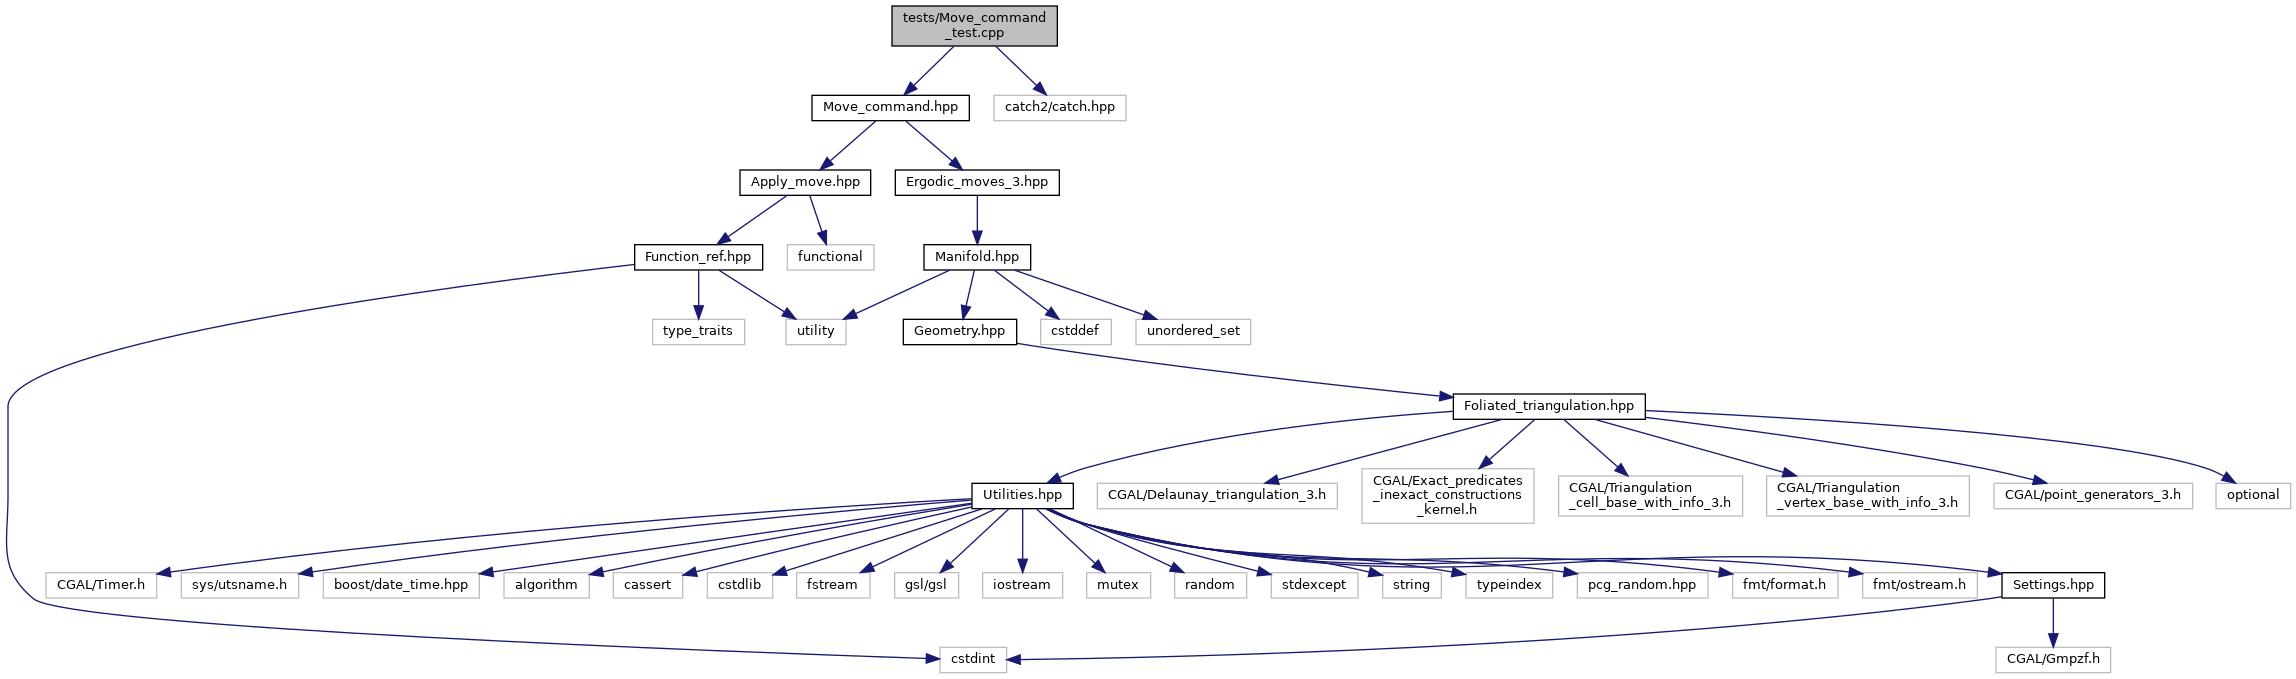 tests/Move_command
_test.cpp
Move_command.hpp
catch2/catch.hpp
Apply_move.hpp
Ergodic_moves_3.hpp
Function_ref.hpp
functional
Manifold.hpp
type_traits
utility
Geometry.hpp
cstddef
unordered_set
Foliated_triangulation.hpp
Utilities.hpp
CGAL/Delaunay_triangulation_3.h
CGAL/Exact_predicates
_inexact_constructions
_kernel.h
CGAL/Triangulation
_cell_base_with_info_3.h
CGAL/Triangulation
_vertex_base_with_info_3.h
CGAL/point_generators_3.h
optional
CGAL/Timer.h
sys/utsname.h
boost/date_time.hpp
algorithm
cassert
cstdlib
fstream
gsl/gsl
iostream
mutex
random
stdexcept
string
typeindex
pcg_random.hpp
fmt/format.h
fmt/ostream.h
Settings.hpp
cstdint
CGAL/Gmpzf.h